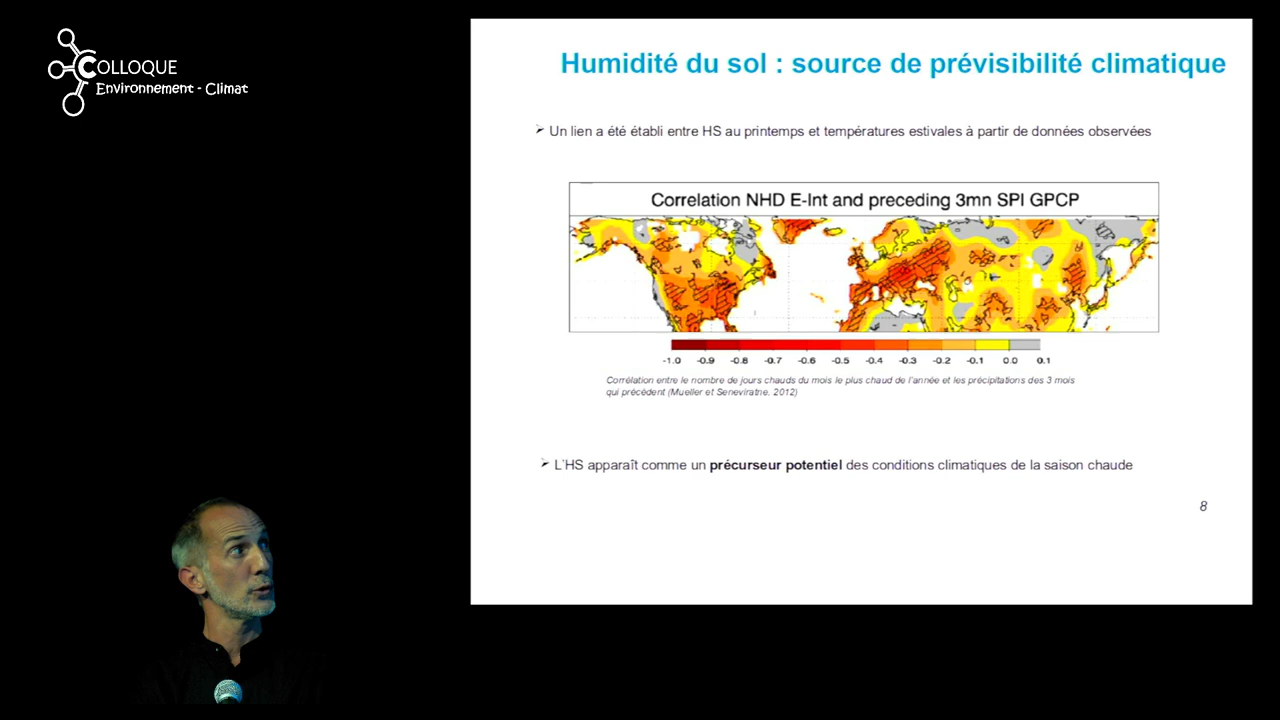 COLLOQUE
Environnement - Climat
Humidité du sol : source de prévisibilité climatique
➢ Un lien a été établi entre HS au printemps et températures estivales à partir de données observées
Correlation NHD E-Int and preceding 3mn SPI GPCP
-1.0 -0.9 -0.8 -0.7 -0.6 -0.5 -0.4 -0.3 -0.2 -0.1 0.0 0.1
Corrélation entre le nombre de jours chauds du mois le plus chaud de l'année et les précipitations des 3 mois
qui précèdent (Mueller et Seneviratne, 2012)
➢ L'HS apparaît comme un précurseur potentiel des conditions climatiques de la saison chaude
8